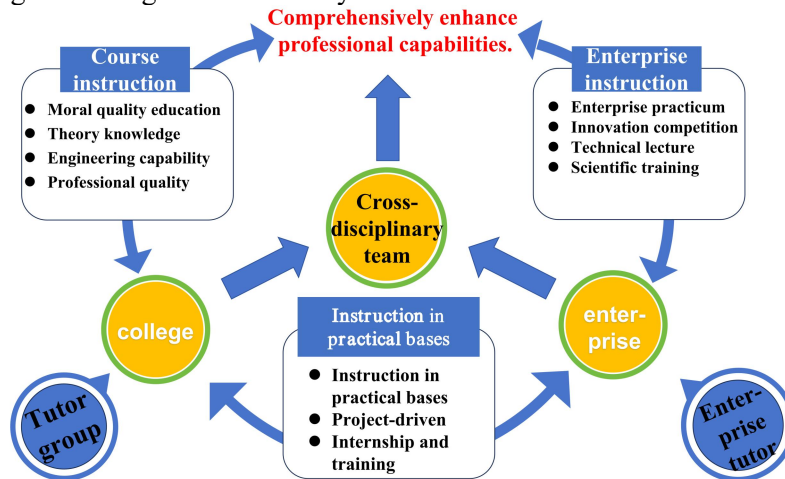 Comprehensively enhance
professional capabilities.
Course
instruction
● Moral quality education
● Theory knowledge
● Engineering capability
● Professional quality
Enterprise
instruction
● Enterprise practicum
● Innovation competition
● Technical lecture
● Scientific training
Cross-
disciplinary
team
college
enter-
prise
Instruction in
practical bases
● Instruction in
practical bases
● Project-driven
● Internship and
training
Tutor
group
Enter-
prise
tutor